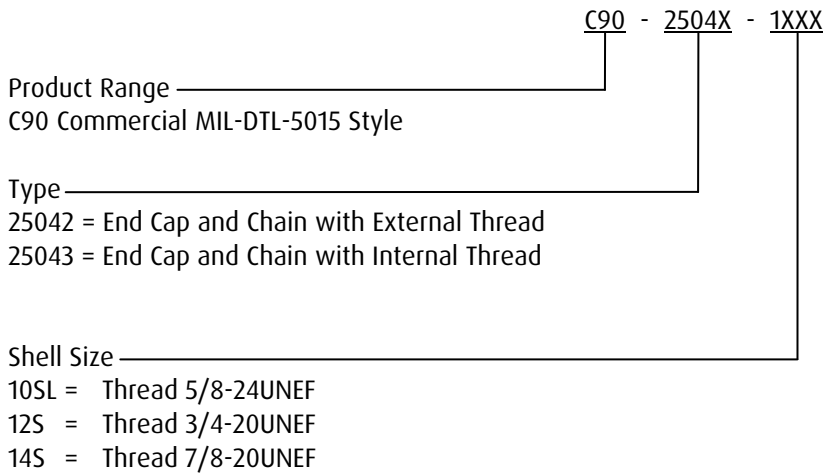 C90 - 2504X - 1XXX
Product Range
C90 Commercial MIL-DTL-5015 Style
Type
25042 = End Cap and Chain with External Thread
25043 = End Cap and Chain with Internal Thread
Shell Size
10SL = Thread 5/8-24UNEF
12S = Thread 3/4-20UNEF
14S = Thread 7/8-20UNEF